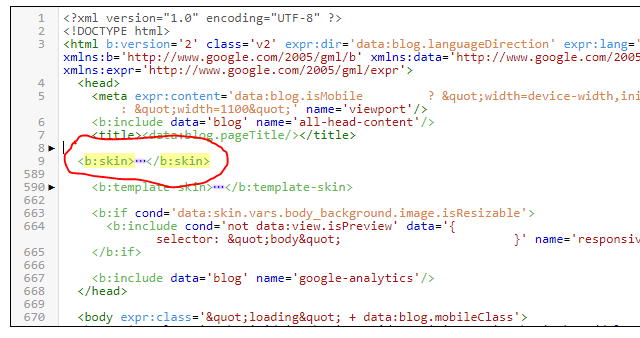 1 <?xml version="1.0" encoding="UTF-8" ?>
2 <!DOCTYPE html>
3 <html b:version='2' class='v2' expr:dir='data:blog.languageDirection' expr:lang='
xmlns:b='http://www.google.com/2005/gml/b' xmlns:data='http://www.google.com/2005
xmlns:expr='http://www.google.com/2005/gml/expr'>
4 <head>
5 <meta expr:content='data:blog.isMobile ? &quot;width=device-width,ini
: &quot;width=1100&quot;' name='viewport'/>
6 <b:include data='blog' name='all-head-content'/>
7 <title><data:blog.pageTitle/></title>
8
9 <b:skin>↔</b:skin>
589
590 <b:template-skin>↔</b:template-skin>
662
663 <b:if cond='data:skin.vars.body_background.image.isResizable'>
664 <b:include cond='not data:view.isPreview' data='{
selector: &quot;body&quot; }' name='responsiv
665 </b:if>
666
667 <b:include data='blog' name='google-analytics'/>
668 </head>
669
670 <body expr:class='&quot;loading&quot; + data:blog.mobileClass'>